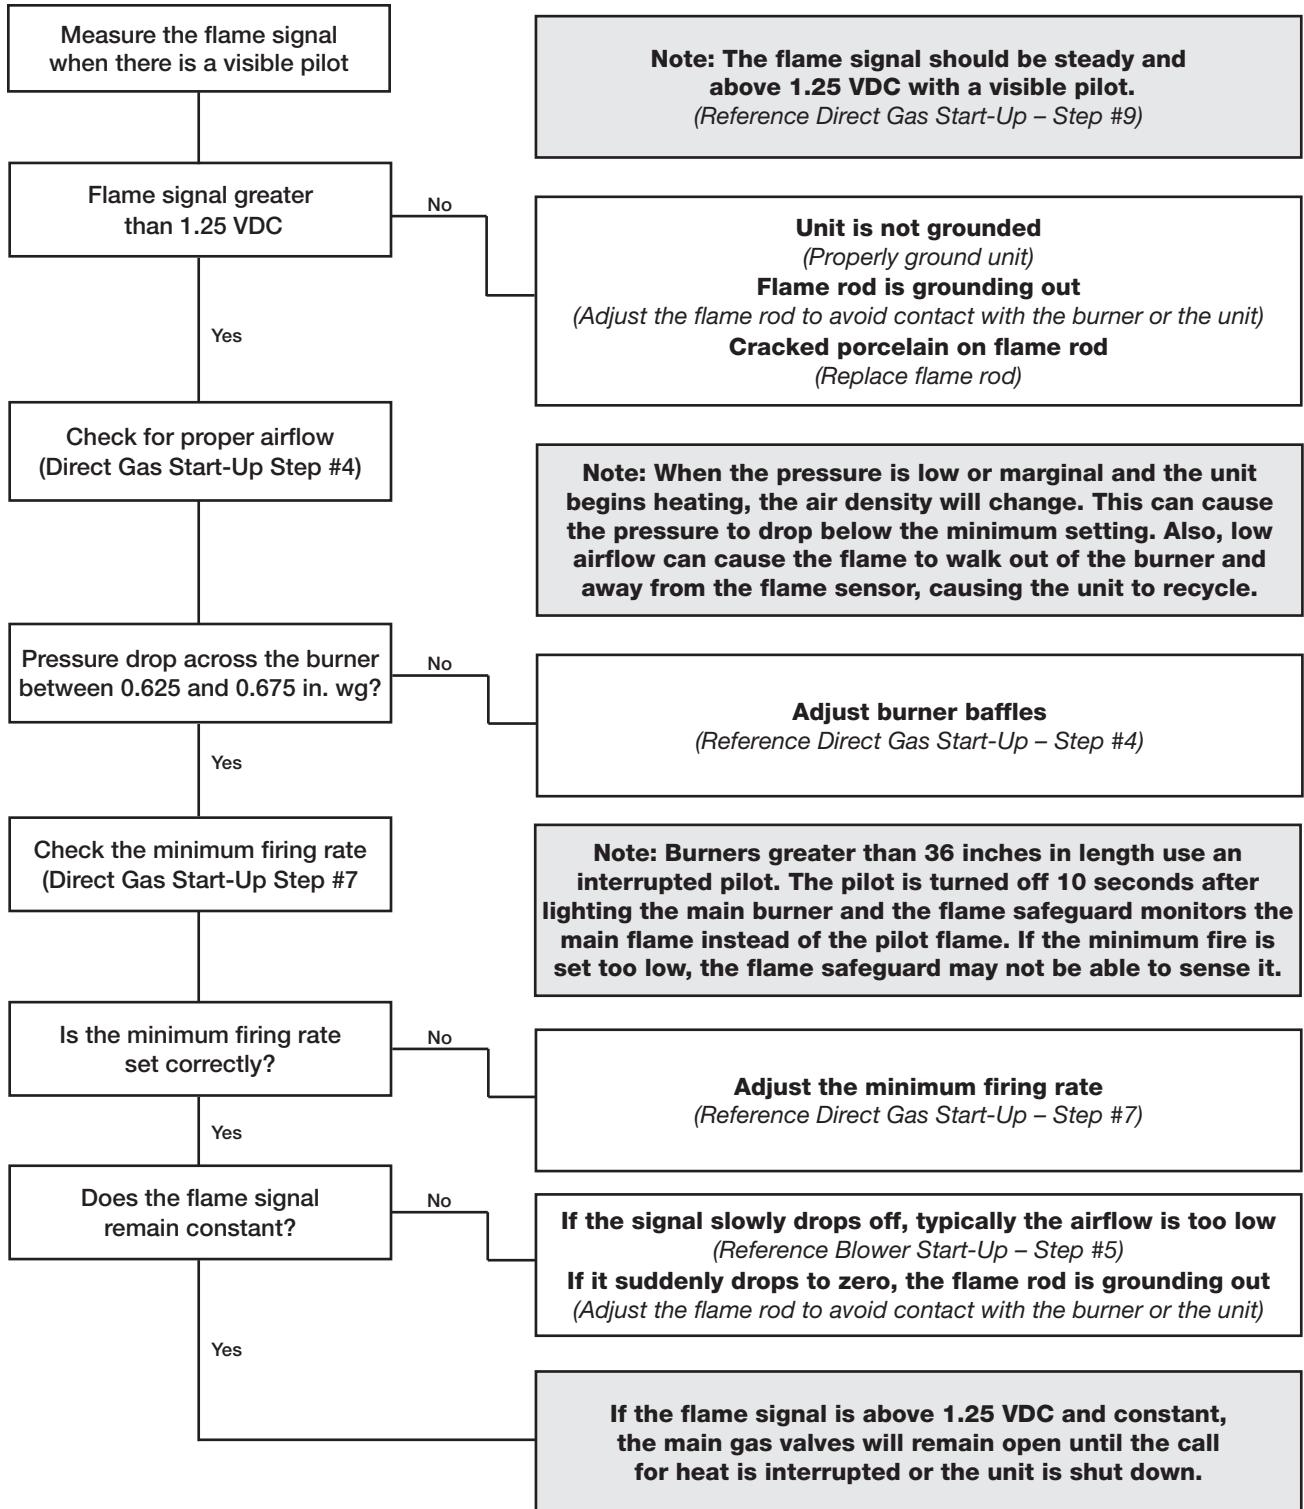 Measure the flame signal
when there is a visible pilot
Note: The flame signal should be steady and
above 1.25 VDC with a visible pilot.
(Reference Direct Gas Start-Up – Step #9)
Flame signal greater
than 1.25 VDC
No
Unit is not grounded
(Properly ground unit)
Flame rod is grounding out
(Adjust the flame rod to avoid contact with the burner or the unit)
Cracked porcelain on flame rod
(Replace flame rod)
Yes
Check for proper airflow
(Direct Gas Start-Up Step #4)
Note: When the pressure is low or marginal and the unit
begins heating, the air density will change. This can cause
the pressure to drop below the minimum setting. Also, low
airflow can cause the flame to walk out of the burner and
away from the flame sensor, causing the unit to recycle.
Pressure drop across the burner
between 0.625 and 0.675 in. wg?
No
Adjust burner baffles
(Reference Direct Gas Start-Up – Step #4)
Yes
Check the minimum firing rate
(Direct Gas Start-Up Step #7
Note: Burners greater than 36 inches in length use an
interrupted pilot. The pilot is turned off 10 seconds after
lighting the main burner and the flame safeguard monitors the
main flame instead of the pilot flame. If the minimum fire is
set too low, the flame safeguard may not be able to sense it.
Is the minimum firing rate
set correctly?
No
Adjust the minimum firing rate
(Reference Direct Gas Start-Up – Step #7)
Yes
Does the flame signal
remain constant?
No
If the signal slowly drops off, typically the airflow is too low
(Reference Blower Start-Up – Step #5)
If it suddenly drops to zero, the flame rod is grounding out
(Adjust the flame rod to avoid contact with the burner or the unit)
Yes
If the flame signal is above 1.25 VDC and constant,
the main gas valves will remain open until the call
for heat is interrupted or the unit is shut down.